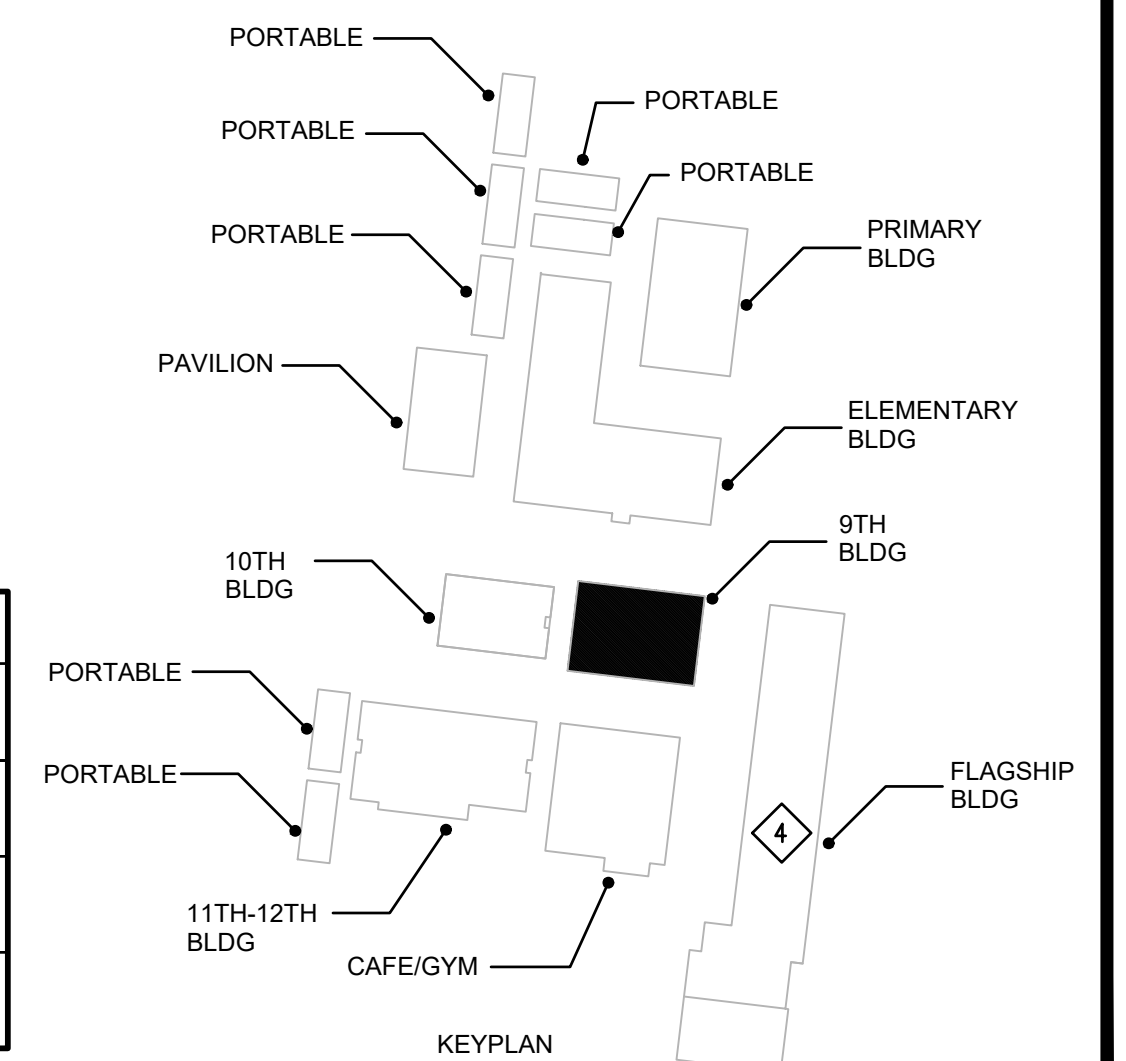 PORTABLE
PORTABLE
PORTABLE
PORTABLE
PORTABLE
PRIMARY
BLDG
PAVILION
ELEMENTARY
BLDG
9TH
BLDG
10TH
BLDG
PORTABLE
PORTABLE
FLAGSHIP
BLDG
4
11TH-12TH
BLDG
CAFE/GYM
KEYPLAN